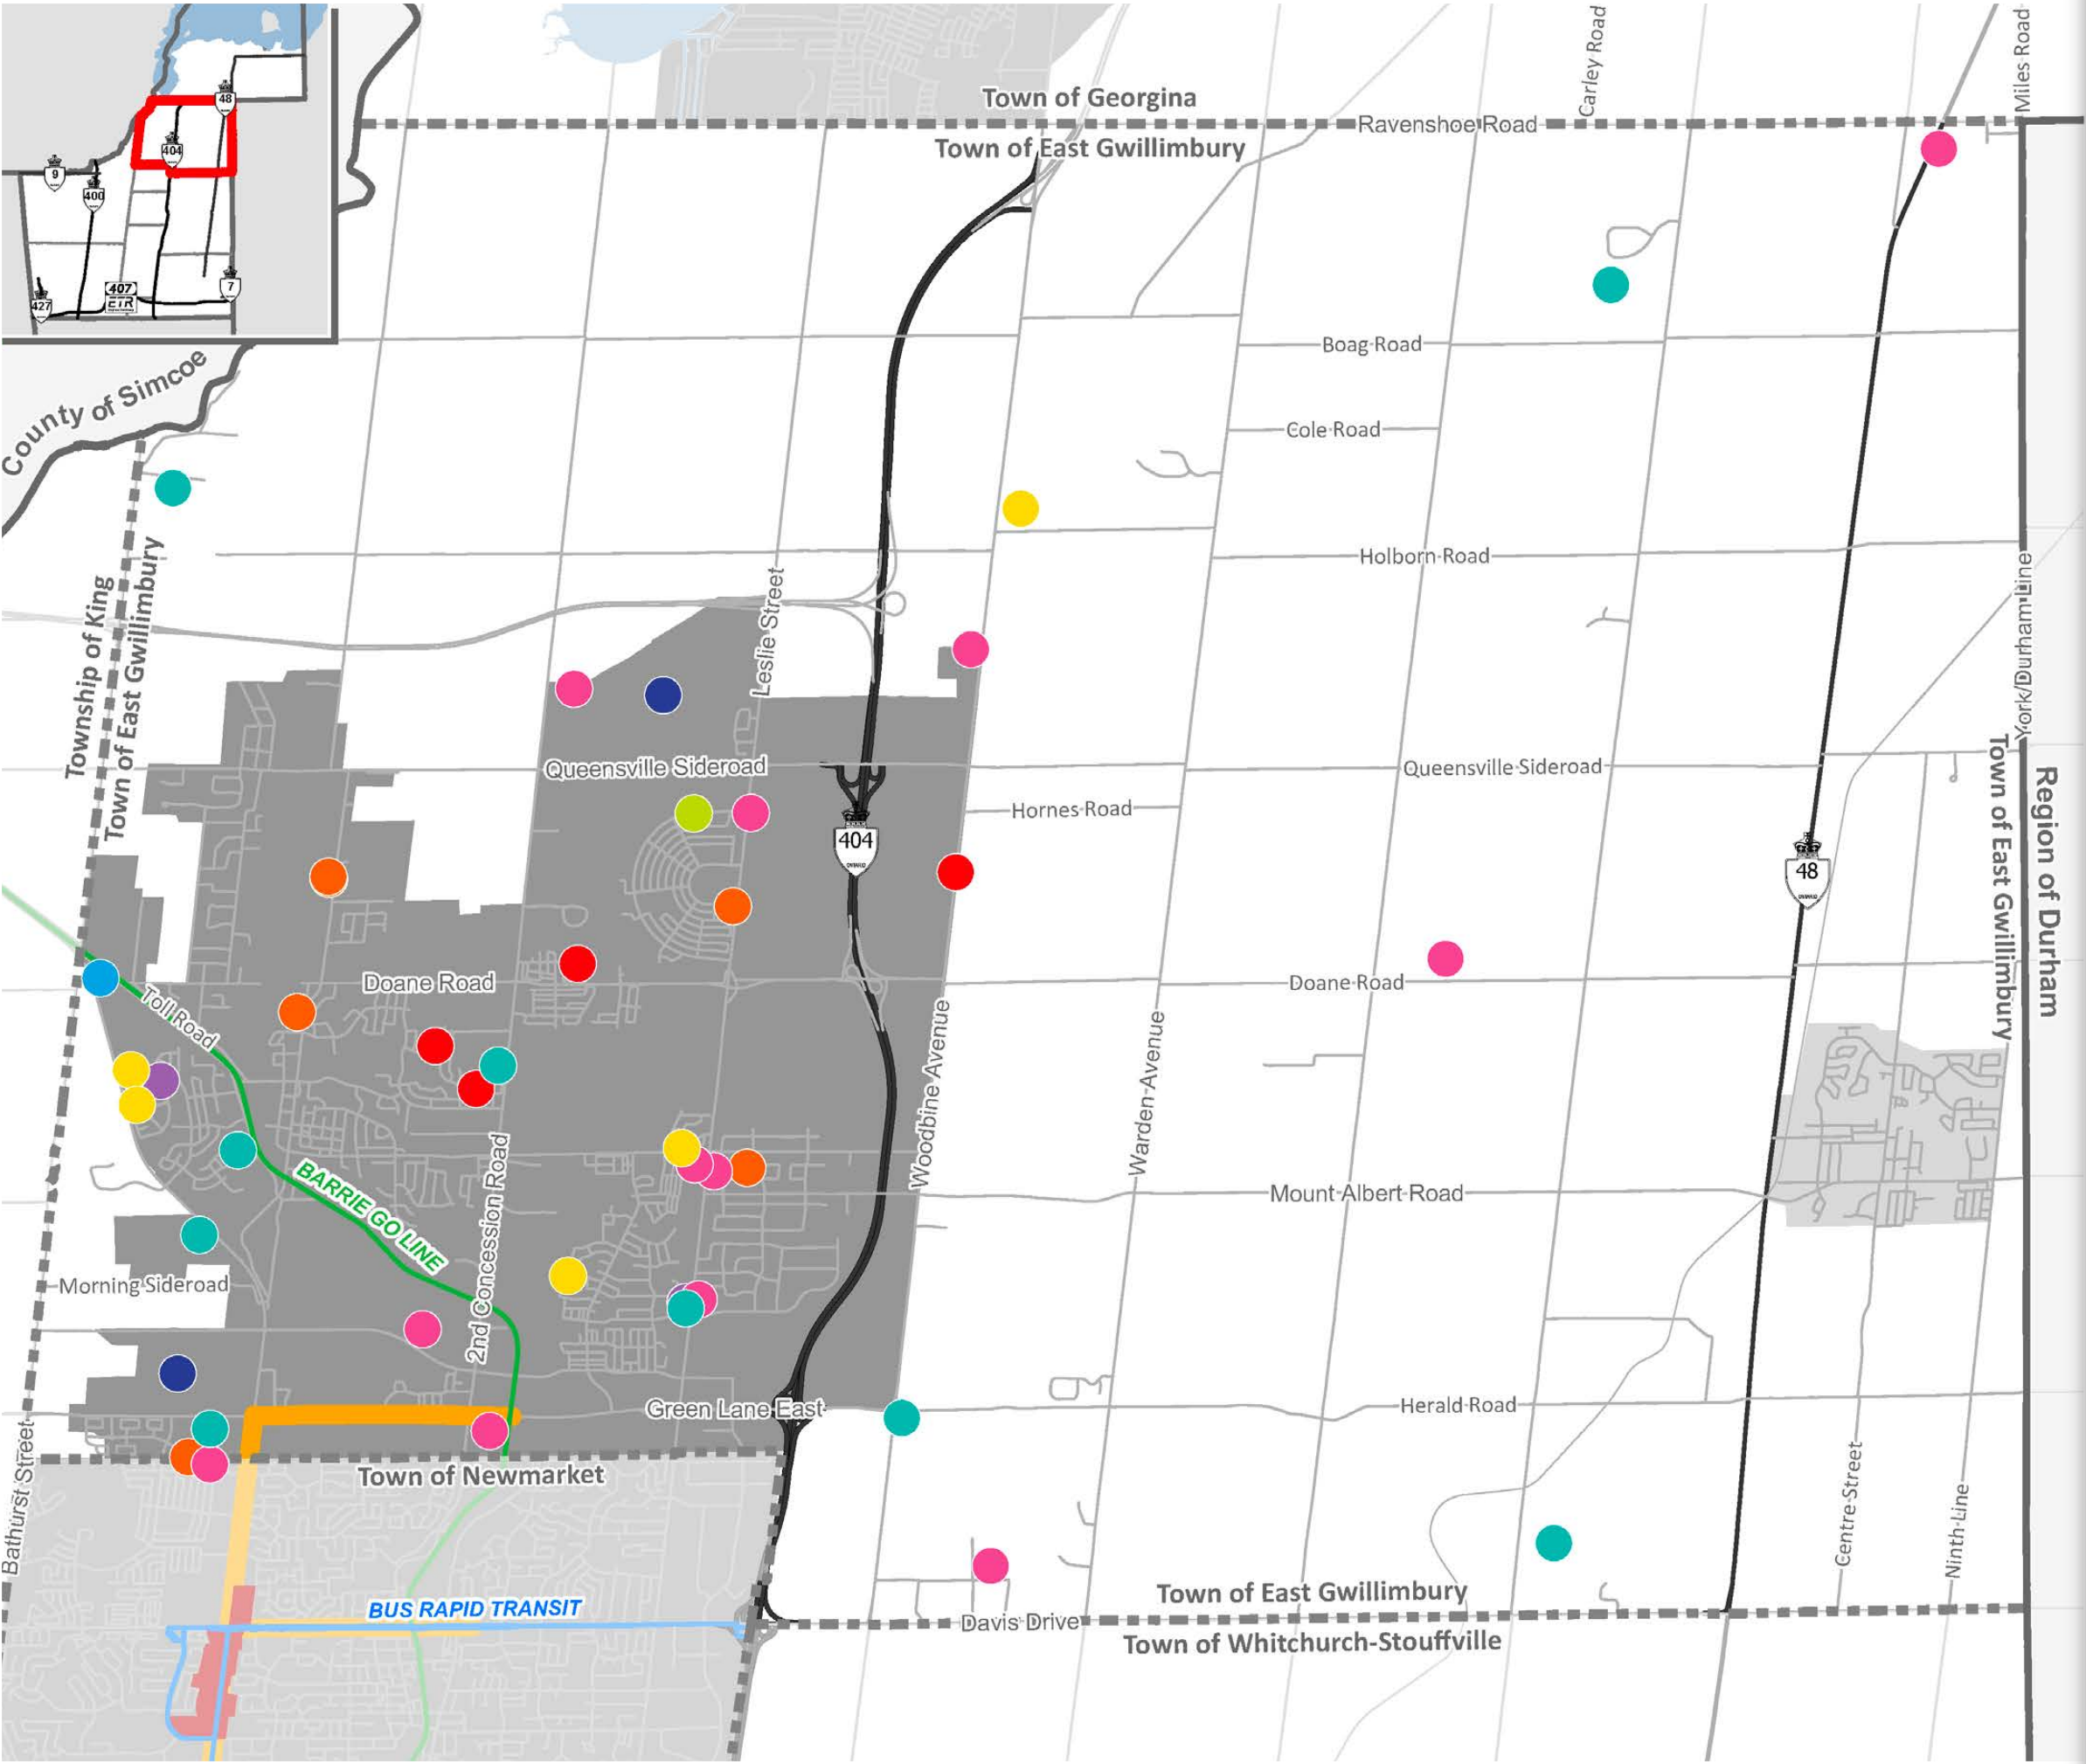 Town of Georgina
Ravenshoe Road
Town of East Gwillimbury
Carley Road
Miles Road
48
404
9
400
407
ETR
7
427
County of Simcoe
Boag Road
Cole Road
Holborn Road
Township of King
Town of East Gwillimbury
Leslie Street
York/Durham Line
Queensville Sideroad
Queensville Sideroad
Hornes Road
404
ONTARIO
48
ONTARIO
Town of East Gwillimbury
Region of Durham
Doane Road
Doane Road
Toll Road
Woodbine Avenue
Warden Avenue
BARRIE GO LINE
2nd Concession Road
Mount Albert Road
Morning Sideroad
Green Lane East
Herald Road
Bathurst Street
Town of Newmarket
Centre Street
Ninth Line
BUS RAPID TRANSIT
Town of East Gwillimbury
Davis Drive
Town of Whitchurch-Stouffville